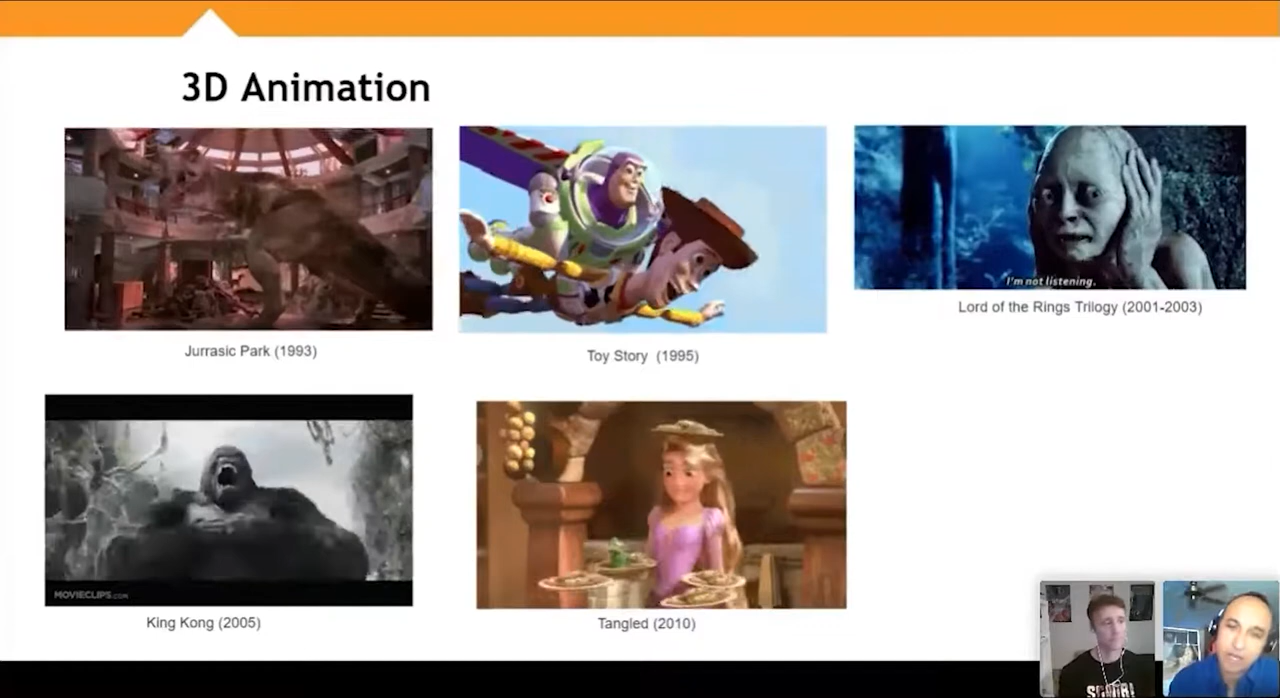 3D Animation
I'm not listening.
Jurrasic Park (1993)
Toy Story (1995)
Lord of the Rings Trilogy (2001-2003)
MOVIECLIPS.COM
King Kong (2005)
Tangled (2010)